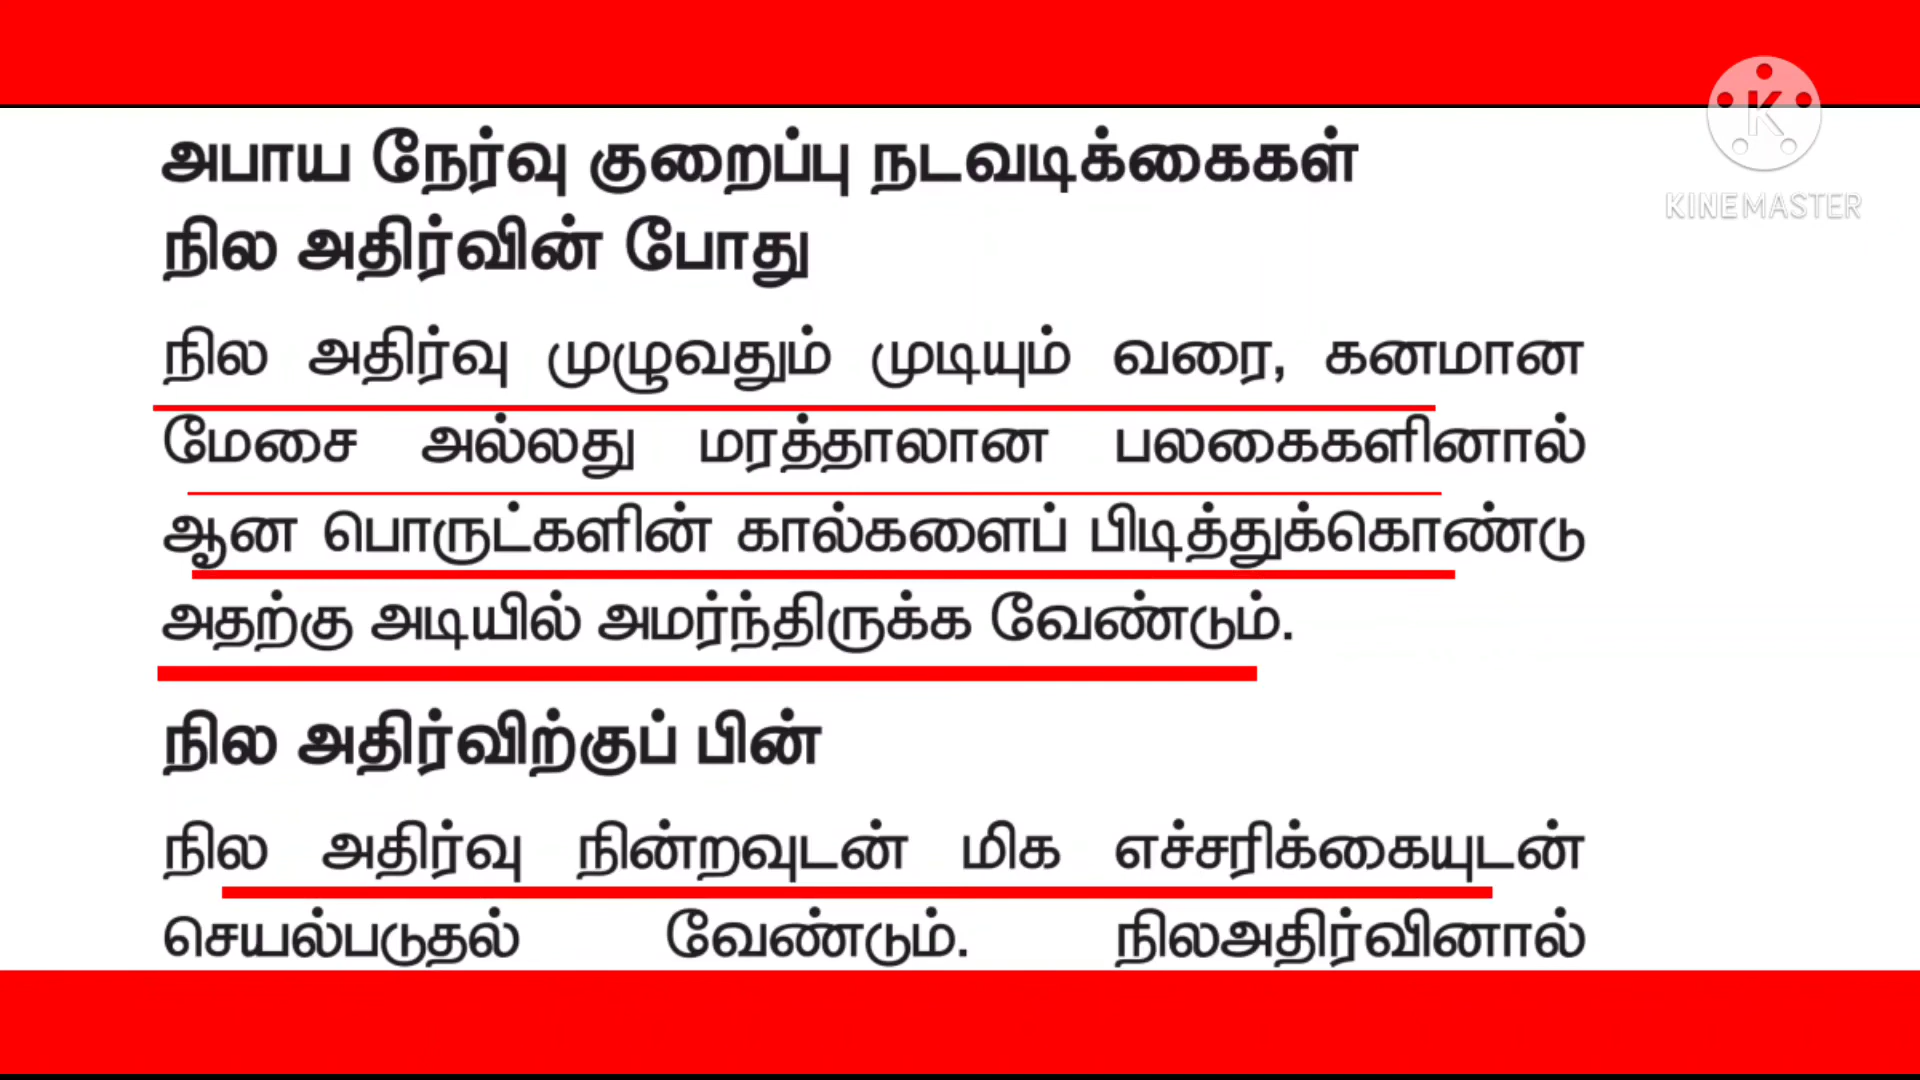 KINEMASTER
அபாய நேர்வு குறைப்பு நடவடிக்கைகள்
நில அதிர்வின் போது
நில அதிர்வு முழுவதும் முடியும் வரை, கனமான
மேசை அல்லது மரத்தாலான பலகைகளினால்
ஆன பொருட்களின் கால்களைப் பிடித்துக்கொண்டு
அதற்கு அடியில் அமர்ந்திருக்க வேண்டும்.
நில அதிர்விற்குப் பின்
நில அதிர்வு நின்றவுடன் மிக எச்சரிக்கையுடன்
செயல்படுதல் வேண்டும். நிலஅதிர்வினால்